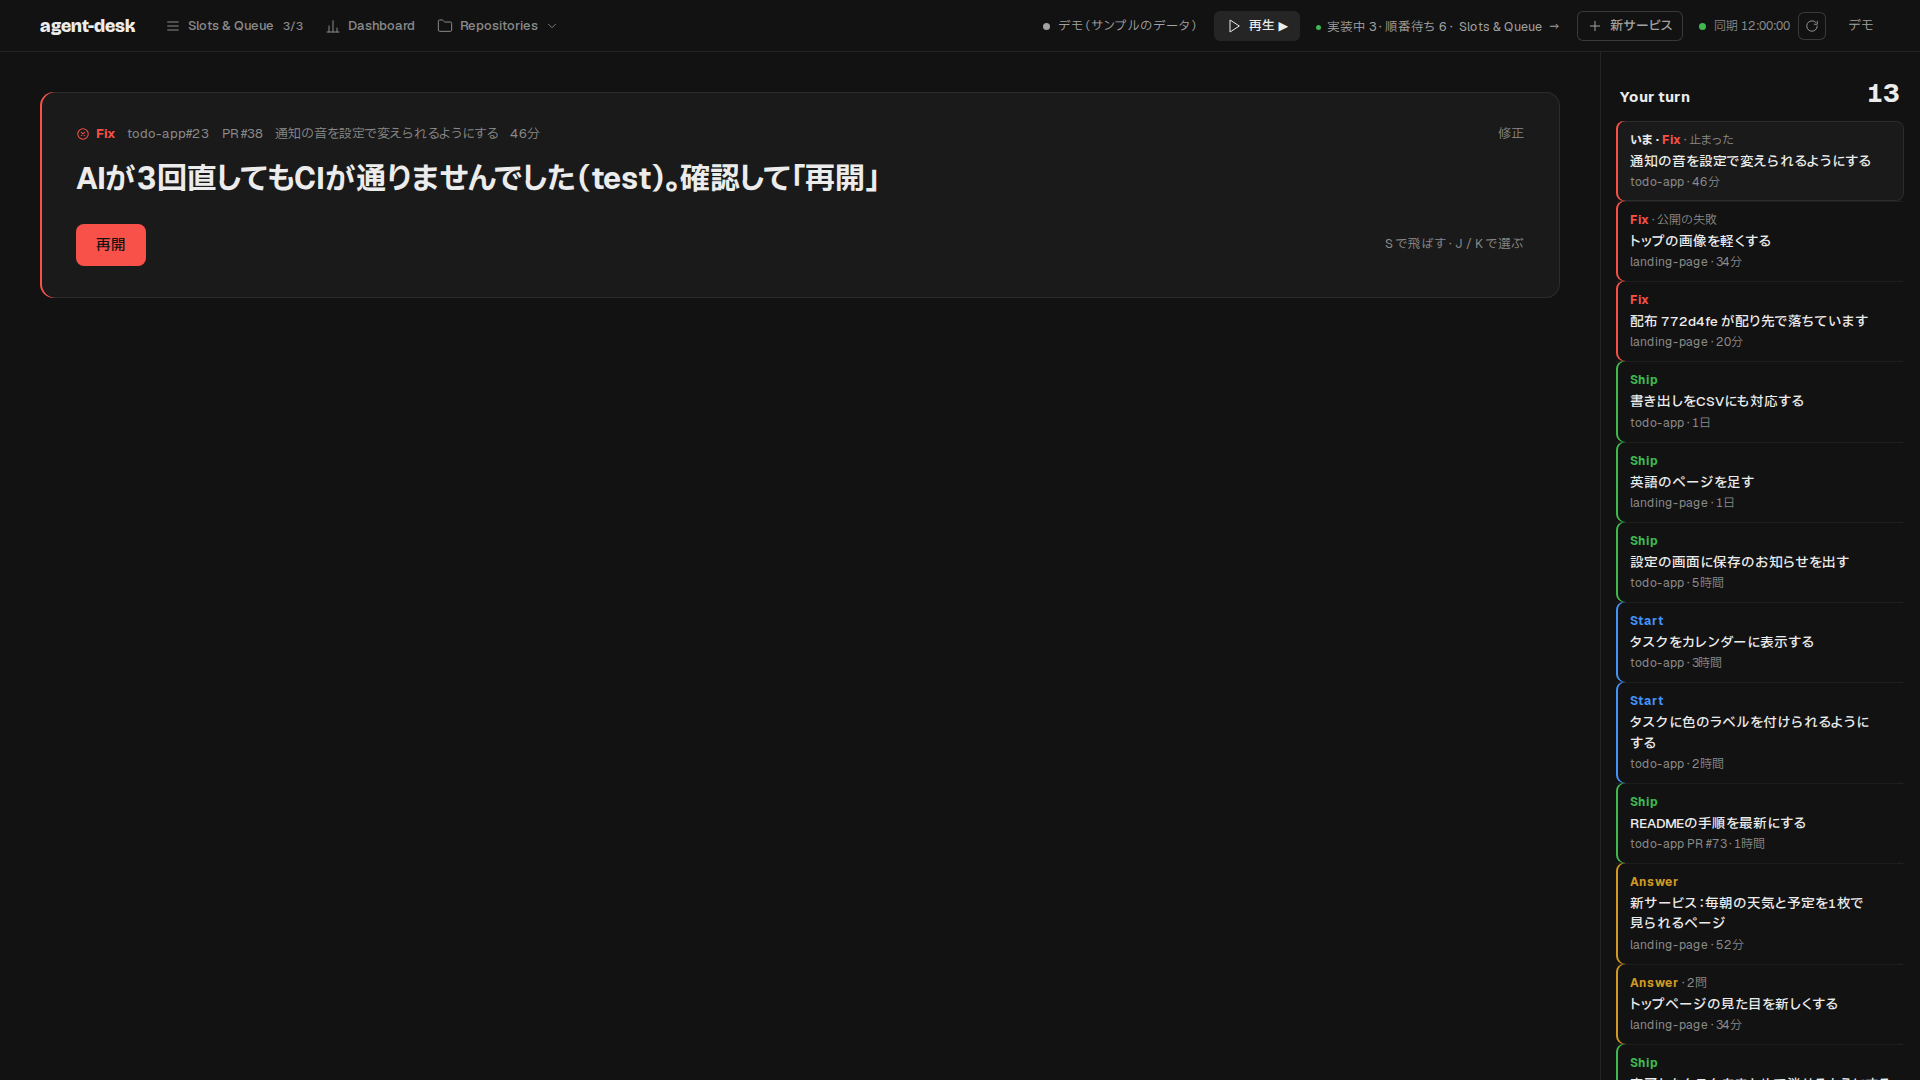 agent-desk
Slots & Queue 3/3
Dashboard
Repositories
デモ(サンプルのデータ)
再生 ▶
実装中 3 · 順番待ち 6 · Slots & Queue →
新サービス
同期 12:00:00
デモ
Fix todo-app#23 PR #38 通知の音を設定で変えられるようにする 46分
修正
AIが3回直してもCIが通りませんでした(test)。確認して「再開」
再開
S で飛ばす · J / K で選ぶ
Your turn 13
いま · Fix · 止まった
通知の音を設定で変えられるようにする
todo-app · 46分
Fix · 公開の失敗
トップの画像を軽くする
landing-page · 34分
Fix
配布 772d4fe が配り先で落ちています
landing-page · 20分
Ship
書き出しをCSVにも対応する
todo-app · 1日
Ship
英語のページを足す
landing-page · 1日
Ship
設定の画面に保存のお知らせを出す
todo-app · 5時間
Start
タスクをカレンダーに表示する
todo-app · 3時間
Start
タスクに色のラベルを付けられるように
する
todo-app · 2時間
Ship
READMEの手順を最新にする
todo-app PR #73 · 1時間
Answer
新サービス：毎朝の天気と予定を1枚で
見られるページ
landing-page · 52分
Answer · 2問
トップページの見た目を新しくする
landing-page · 34分
Ship